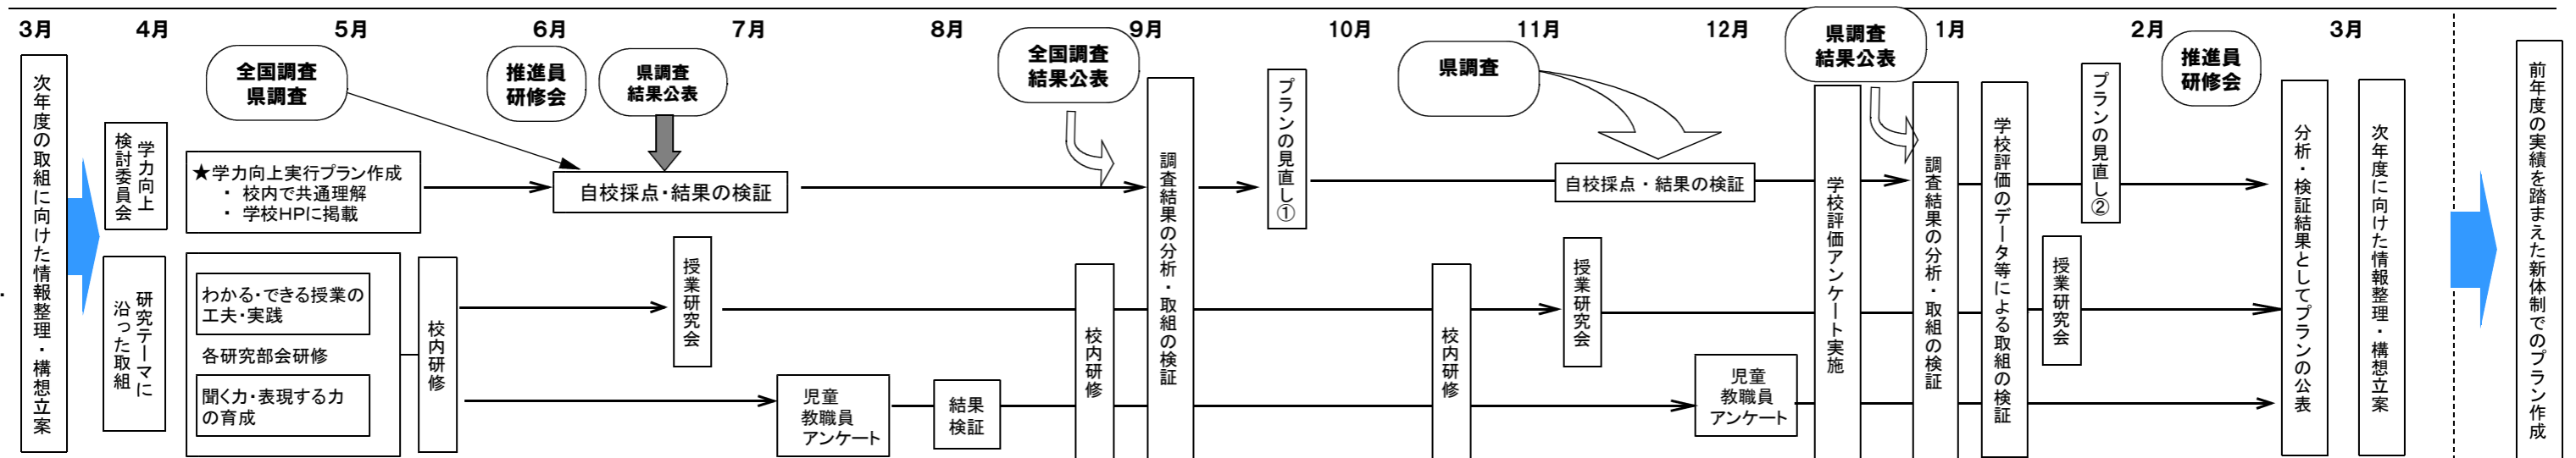 3月
4月
5月
6月
7月
8月
9月
10月
11月
12月
1月
2月
3月
全国調査
県調査
推進員
研修会
県調査
結果公表
全国調査
結果公表
県調査
県調査
結果公表
推進員
研修会
次年度の取組に向けた情報整理・構想立案
学力向上
検討委員会
★学力向上実行プラン作成
・ 校内で共通理解
・ 学校HPに掲載
自校採点・結果の検証
調査結果の分析・取組の検証
プランの見直し①
自校採点・結果の検証
学校評価アンケート実施
調査結果の分析・取組の検証
学校評価のデータ等による取組の検証
プランの見直し②
分析・検証結果としてプランの公表
次年度に向けた情報整理・構想立案
前年度の実績を踏まえた新体制でのプラン作成
研究テーマに
沿った取組
わかる・できる授業の
工夫・実践
各研究部会研修
聞く力・表現する力
の育成
校内研修
授業研究会
児童
教職員
アンケート
結果
検証
校内研修
校内研修
授業研究会
児童
教職員
アンケート
授業研究会